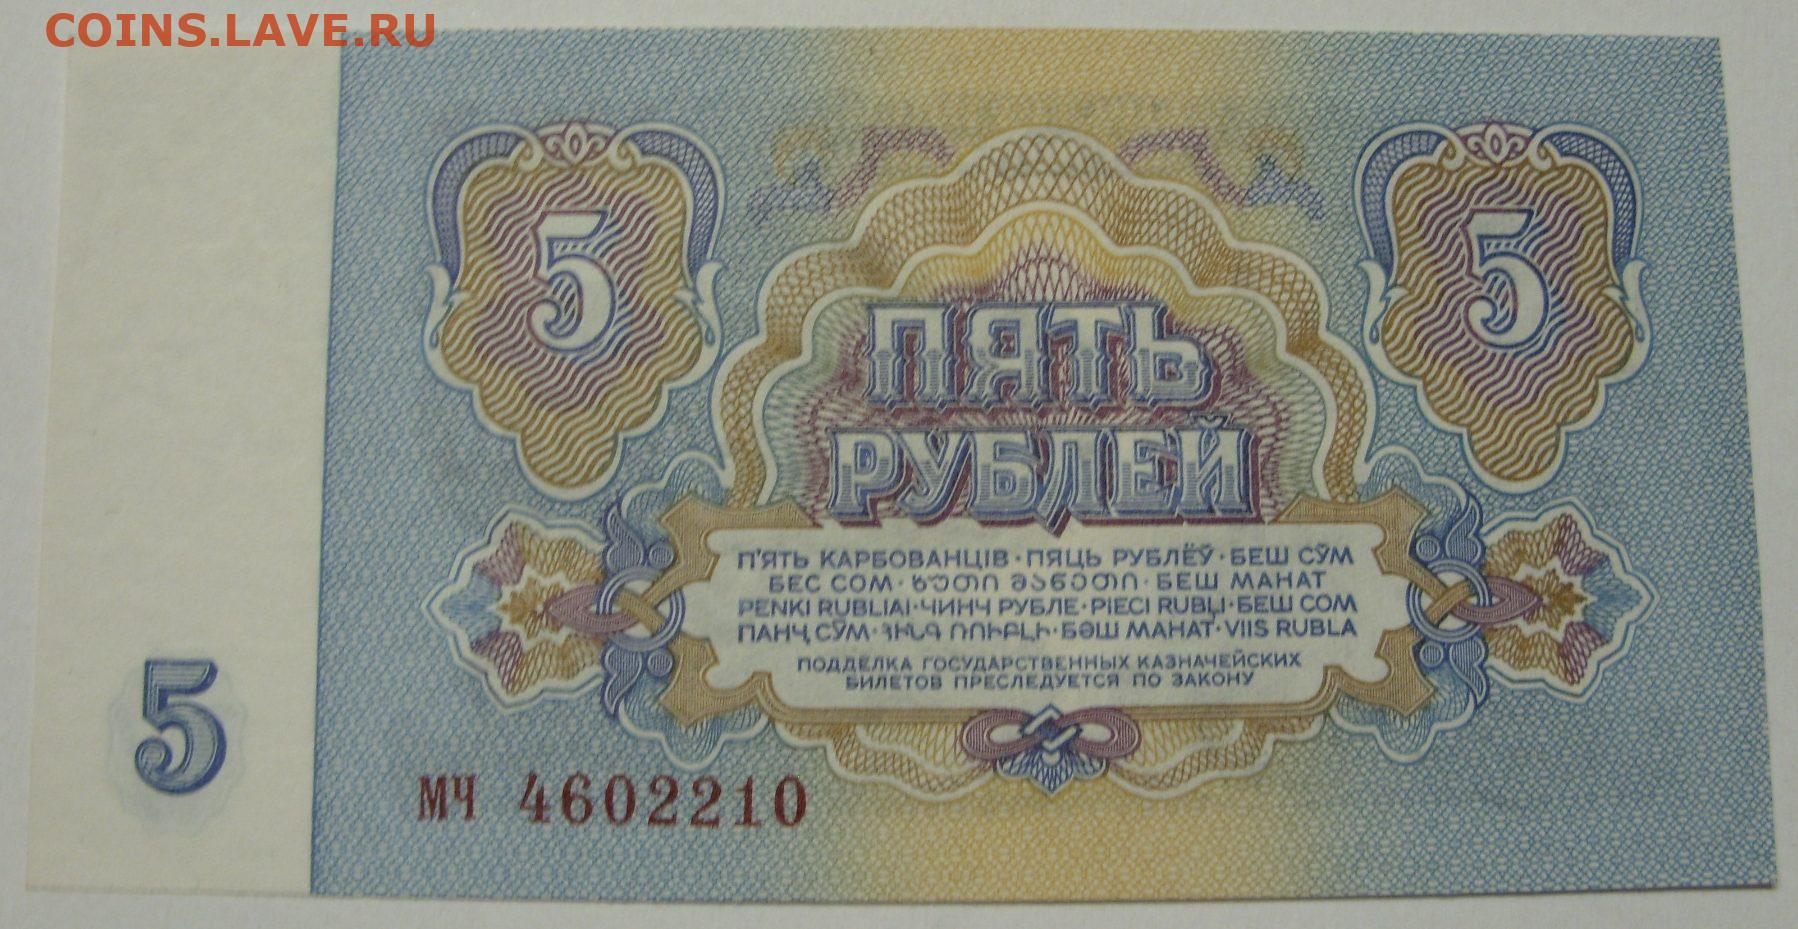 COINS.LAVE.RU
5
5
ПЯТЬ
РУБЛЕЙ
П'ЯТЬ КАРБОВАНЦІВ · ПЯЦЬ РУБЛЁЎ · БЕШ СЎМ
БЕС СОМ · ᲮᲣᲗᲘ ᲛᲐᲜᲔᲗᲘ · БЕШ МАНАТ
PENKI RUBLIAI · ЧИНЧ РУБЛЕ · PIECI RUBĻI · БЕШ СОМ
ПАНҶ СӮМ · ՀԻՆԳ ՌՈՒԲԼԻ · БӘШ МАНАТ · VIIS RUBLA
ПОДДЕЛКА ГОСУДАРСТВЕННЫХ КАЗНАЧЕЙСКИХ
БИЛЕТОВ ПРЕСЛЕДУЕТСЯ ПО ЗАКОНУ
5
МЧ 4602210